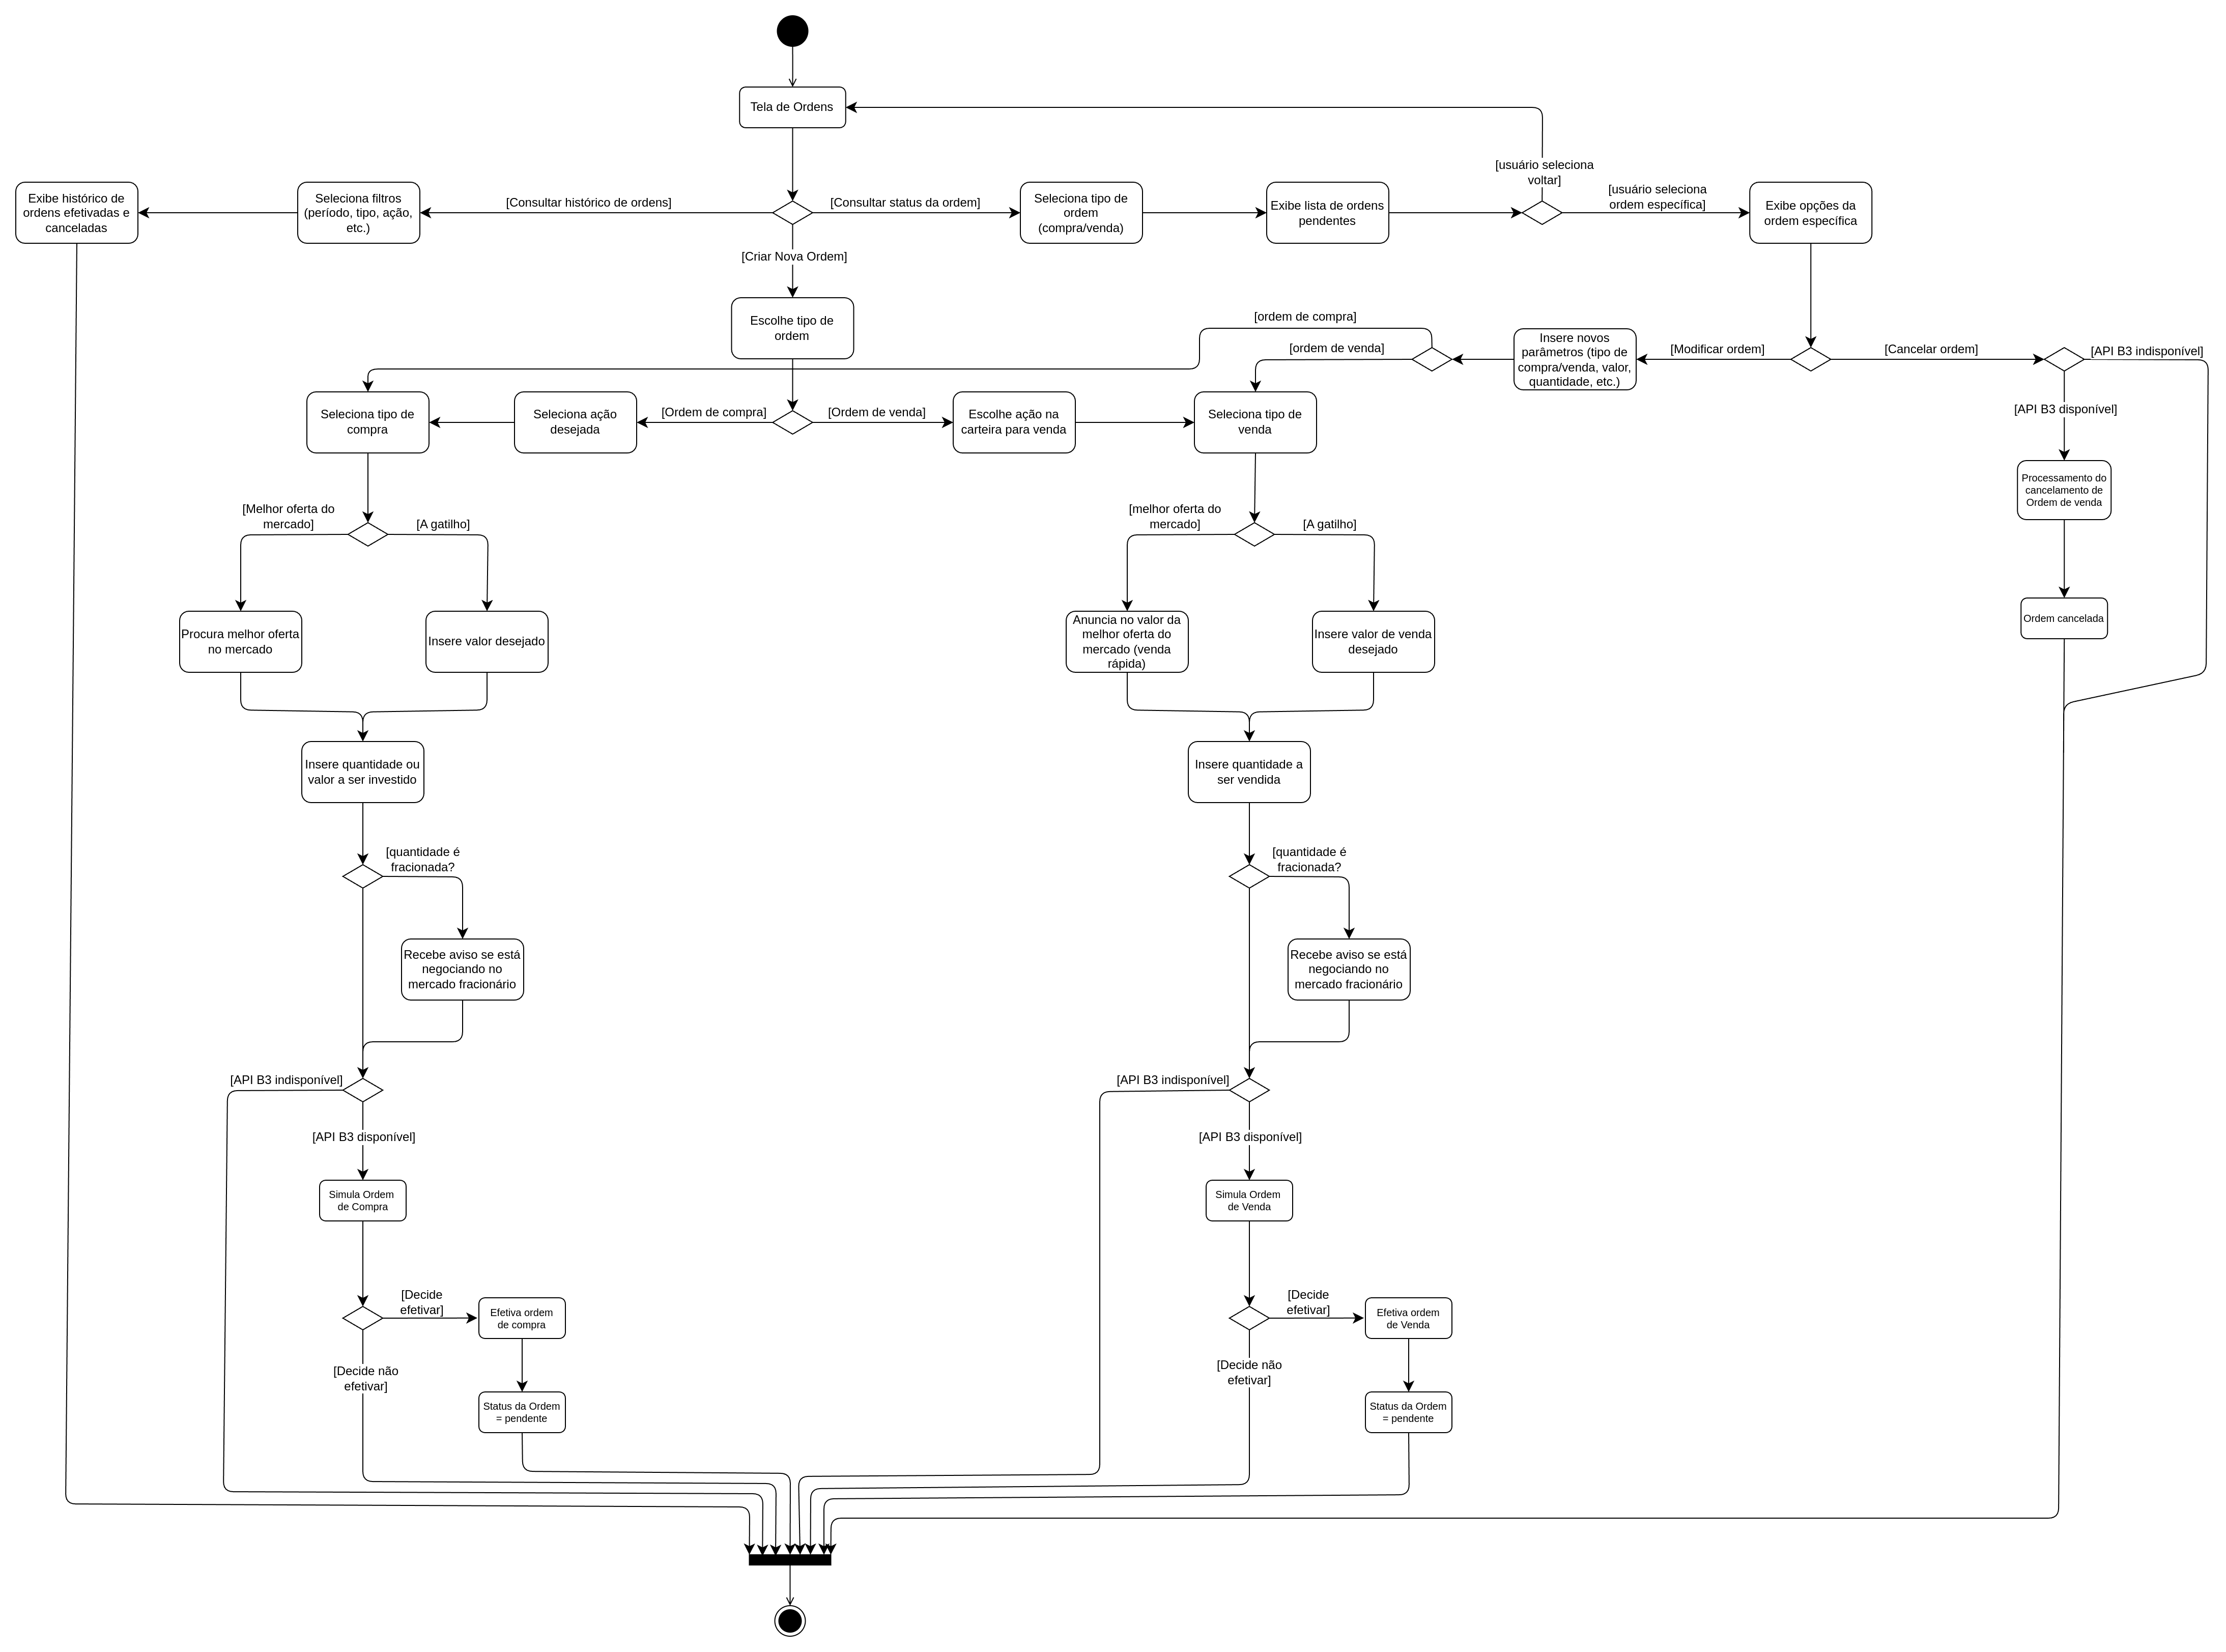 Tela de Ordens
[usuário seleciona
voltar]
Exibe histórico de
ordens efetivadas e
canceladas
Seleciona filtros
(período, tipo, ação,
etc.)
[Consultar histórico de ordens]
[Consultar status da ordem]
Seleciona tipo de
ordem
(compra/venda)
Exibe lista de ordens
pendentes
[usuário seleciona
ordem específica]
Exibe opções da
ordem específica
[Criar Nova Ordem]
Escolhe tipo de
ordem
[ordem de compra]
[ordem de venda]
Insere novos
parâmetros (tipo de
compra/venda, valor,
quantidade, etc.)
[Modificar ordem]
[Cancelar ordem]
[API B3 indisponível]
Seleciona tipo de
compra
Seleciona ação
desejada
[Ordem de compra]
[Ordem de venda]
Escolhe ação na
carteira para venda
Seleciona tipo de
venda
[API B3 disponível]
Processamento do
cancelamento de
Ordem de venda
[Melhor oferta do
mercado]
[A gatilho]
[melhor oferta do
mercado]
[A gatilho]
Procura melhor oferta
no mercado
Insere valor desejado
Anuncia no valor da
melhor oferta do
mercado (venda
rápida)
Insere valor de venda
desejado
Ordem cancelada
Insere quantidade ou
valor a ser investido
Insere quantidade a
ser vendida
[quantidade é
fracionada?
[quantidade é
fracionada?
Recebe aviso se está
negociando no
mercado fracionário
Recebe aviso se está
negociando no
mercado fracionário
[API B3 indisponível]
[API B3 indisponível]
[API B3 disponível]
[API B3 disponível]
Simula Ordem
de Compra
Simula Ordem
de Venda
[Decide
efetivar]
Efetiva ordem
de compra
[Decide
efetivar]
Efetiva ordem
de Venda
[Decide não
efetivar]
[Decide não
efetivar]
Status da Ordem
= pendente
Status da Ordem
= pendente